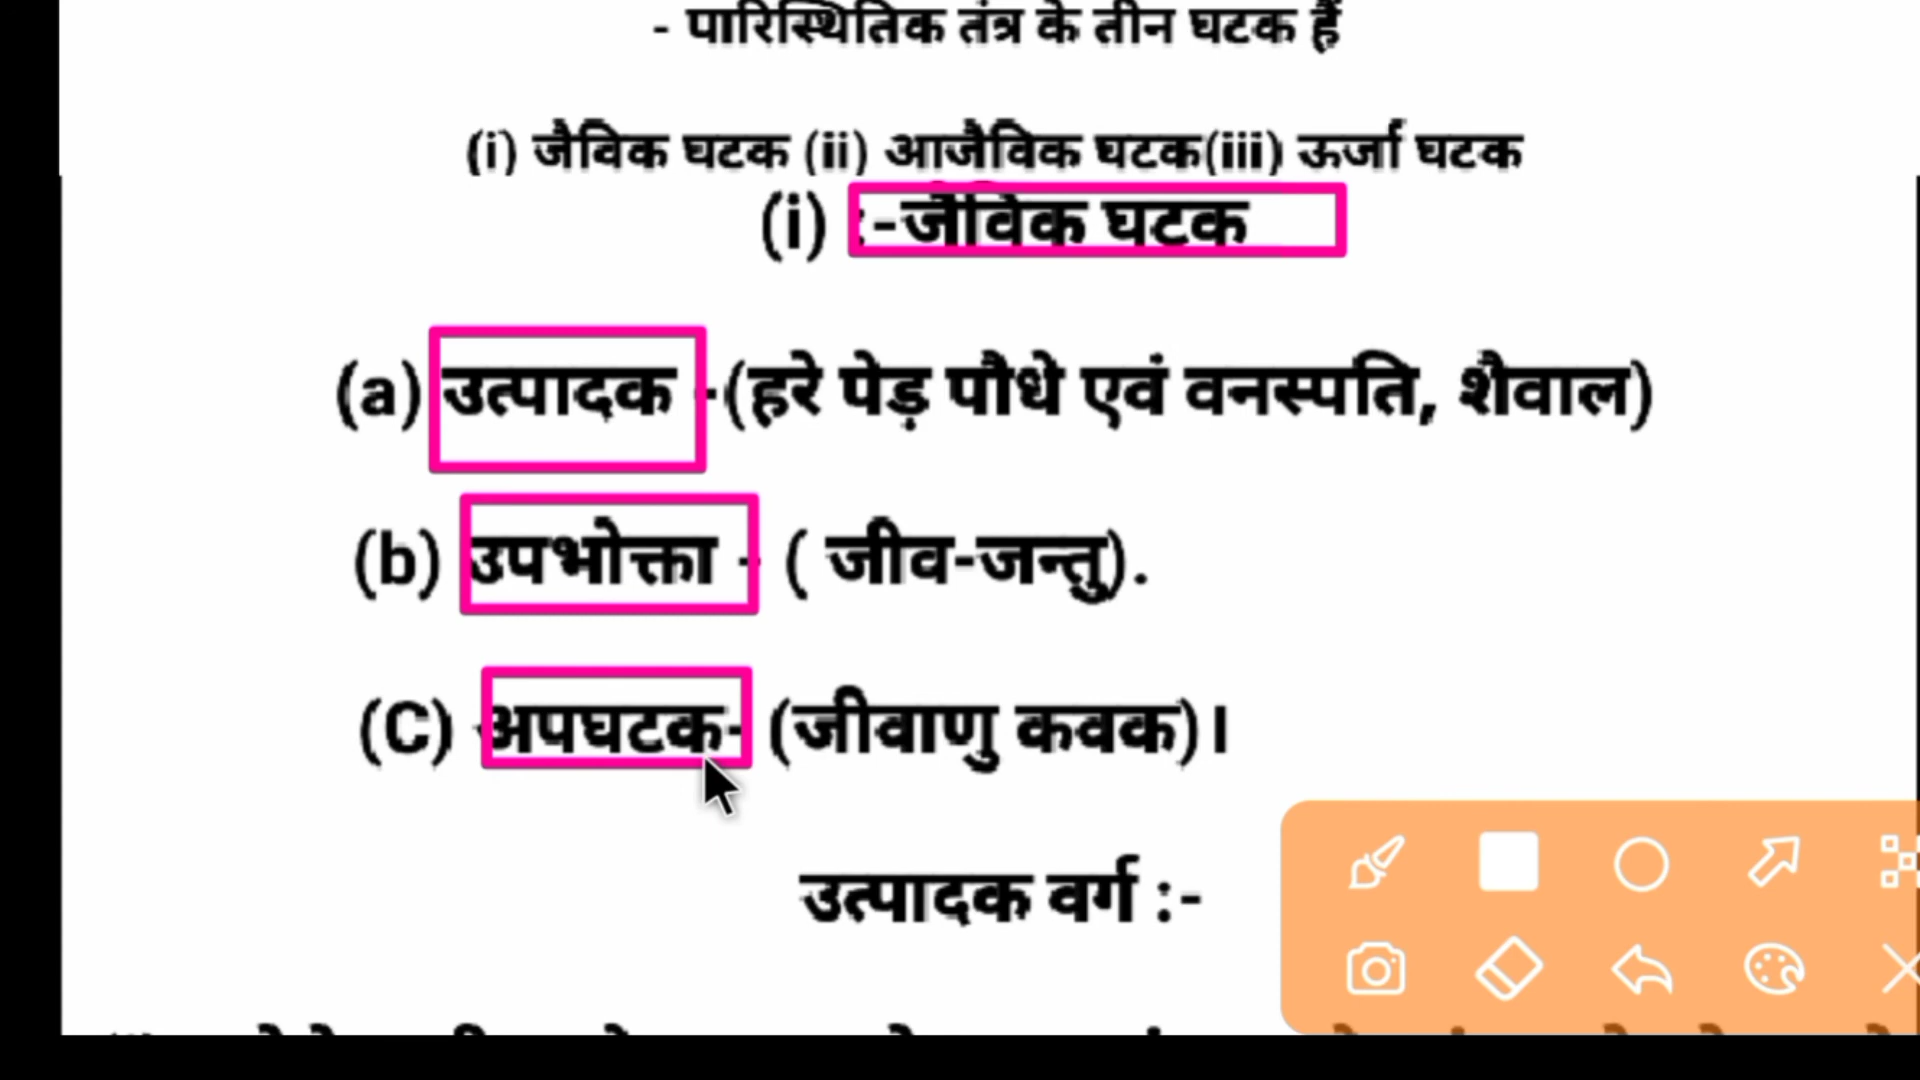 - पारिस्थितिक तंत्र के तीन घटक हैं
(i) जैविक घटक (ii) आजैविक घटक(iii) ऊर्जा घटक
(i) :-जैविक घटक
(a) उत्पादक -(हरे पेड़ पौधे एवं वनस्पति, शैवाल)
(b) उपभोक्ता - ( जीव-जन्तु).
(C) अपघटक- (जीवाणु कवक)।
उत्पादक वर्ग :-